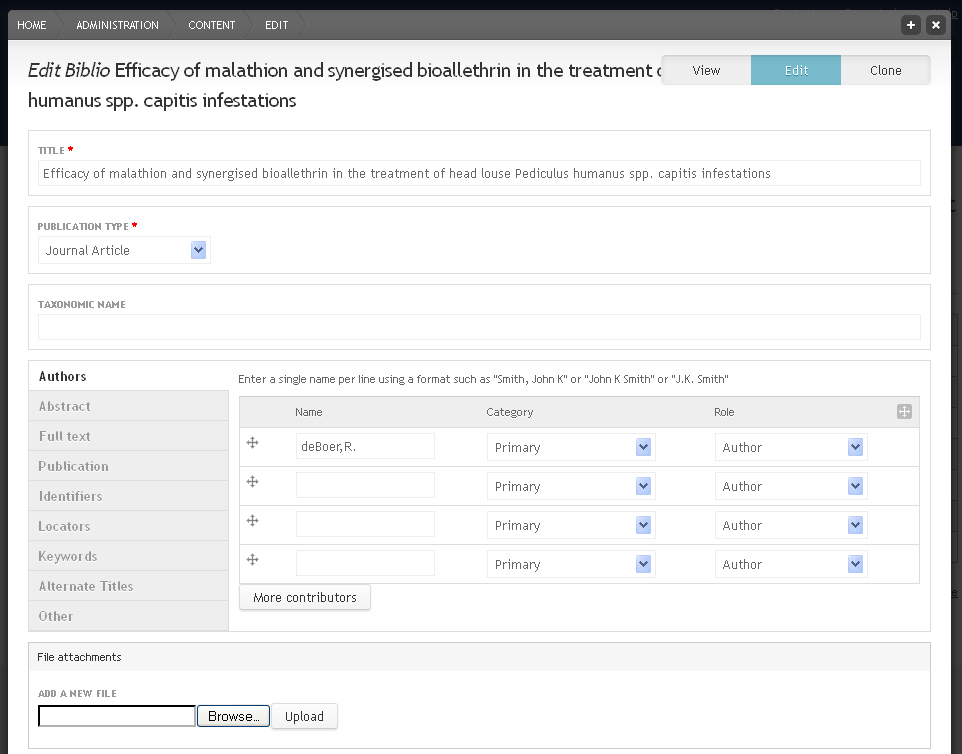 HOME ADMINISTRATION CONTENT EDIT
Edit Biblio Efficacy of malathion and synergised bioallethrin in the treatment
View Edit Clone
humanus spp. capitis infestations
TITLE *
Efficacy of malathion and synergised bioallethrin in the treatment of head louse Pediculus humanus spp. capitis infestations
PUBLICATION TYPE *
Journal Article
TAXONOMIC NAME
Authors
Abstract
Full text
Publication
Identifiers
Locators
Keywords
Alternate Titles
Other
Enter a single name per line using a format such as "Smith, John K" or "John K Smith" or "J.K. Smith"
Name Category Role
deBoer,R. Primary Author
Primary Author
Primary Author
Primary Author
More contributors
File attachments
ADD A NEW FILE
Browse... Upload